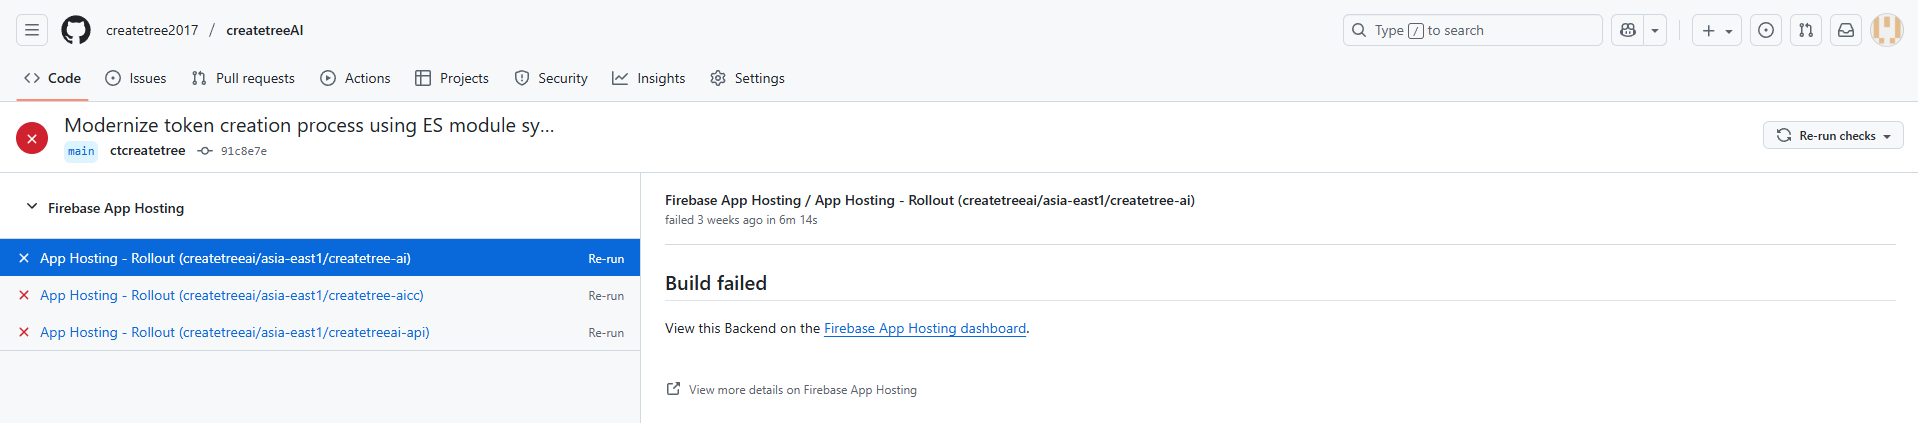 createtree2017 / createtreeAI
Type / to search
Code Issues Pull requests Actions Projects Security Insights Settings
Modernize token creation process using ES module sy...
main ctcreatetree 91c8e7e
Re-run checks
Firebase App Hosting
App Hosting - Rollout (createtreeai/asia-east1/createtree-ai) Re-run
App Hosting - Rollout (createtreeai/asia-east1/createtree-aicc) Re-run
App Hosting - Rollout (createtreeai/asia-east1/createtreeai-api) Re-run
Firebase App Hosting / App Hosting - Rollout (createtreeai/asia-east1/createtree-ai)
failed 3 weeks ago in 6m 14s
Build failed
View this Backend on the Firebase App Hosting dashboard.
View more details on Firebase App Hosting